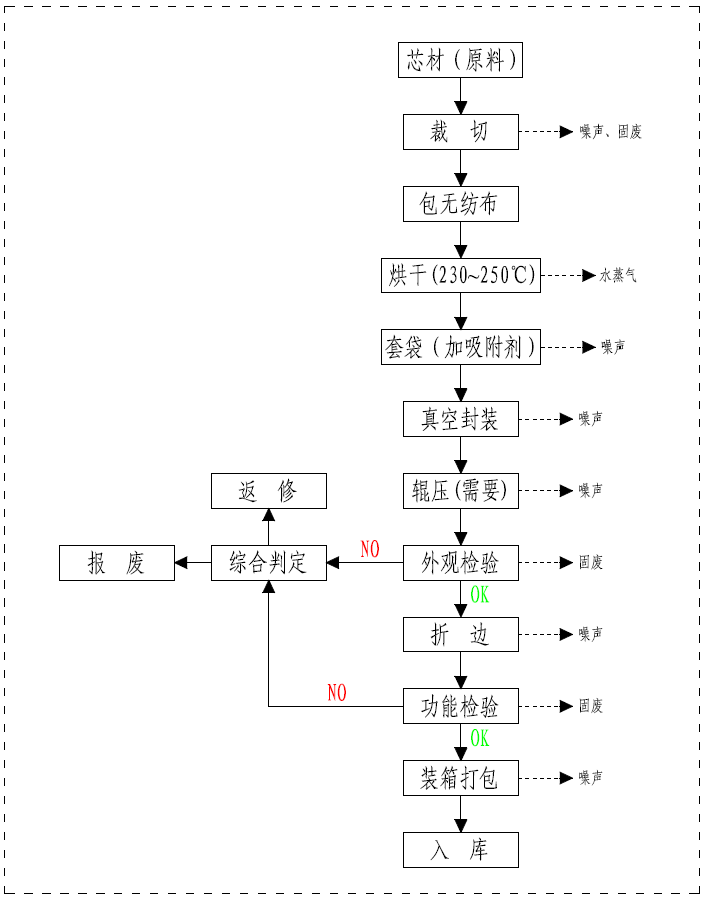 芯材（原料）
裁 切
噪声、固废
包无纺布
烘干(230~250℃)
水蒸气
套袋（加吸附剂）
噪声
真空封装
噪声
返 修
辊压(需要)
噪声
报 废
综合判定
NO
外观检验
固废
OK
折 边
噪声
NO
功能检验
固废
OK
装箱打包
噪声
入 库